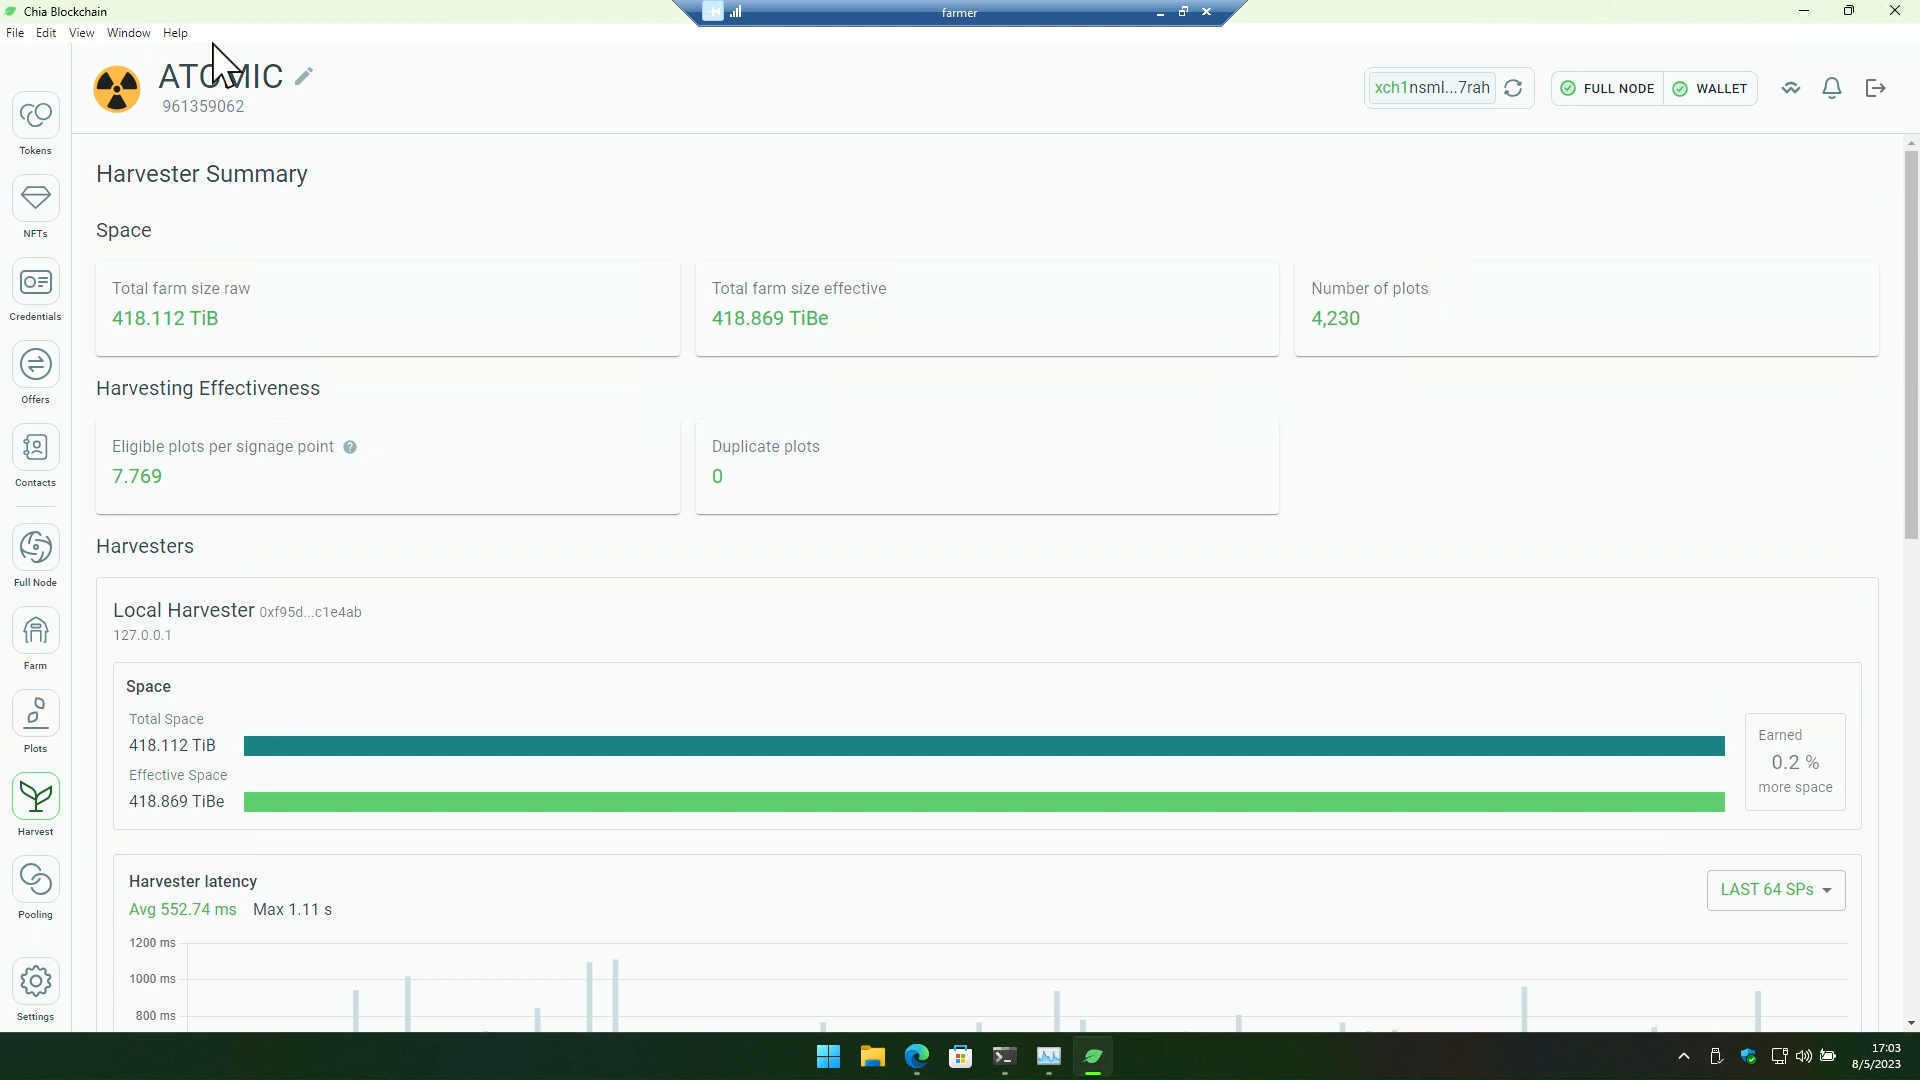 Chia Blockchain
farmer
File Edit View Window Help
ATOMIC
961359062
xch1nsml...7rah
FULL NODE
WALLET
Tokens
NFTs
Credentials
Offers
Contacts
Full Node
Farm
Plots
Harvest
Pooling
Settings
Harvester Summary
Space
Total farm size raw
418.112 TiB
Total farm size effective
418.869 TiBe
Number of plots
4,230
Harvesting Effectiveness
Eligible plots per signage point ?
7.769
Duplicate plots
0
Harvesters
Local Harvester 0xf95d...c1e4ab
127.0.0.1
Space
Total Space
418.112 TiB
Effective Space
418.869 TiBe
Earned
0.2 %
more space
Harvester latency
Avg 552.74 ms Max 1.11 s
LAST 64 SPs
1200 ms
1000 ms
800 ms
17:03
8/5/2023